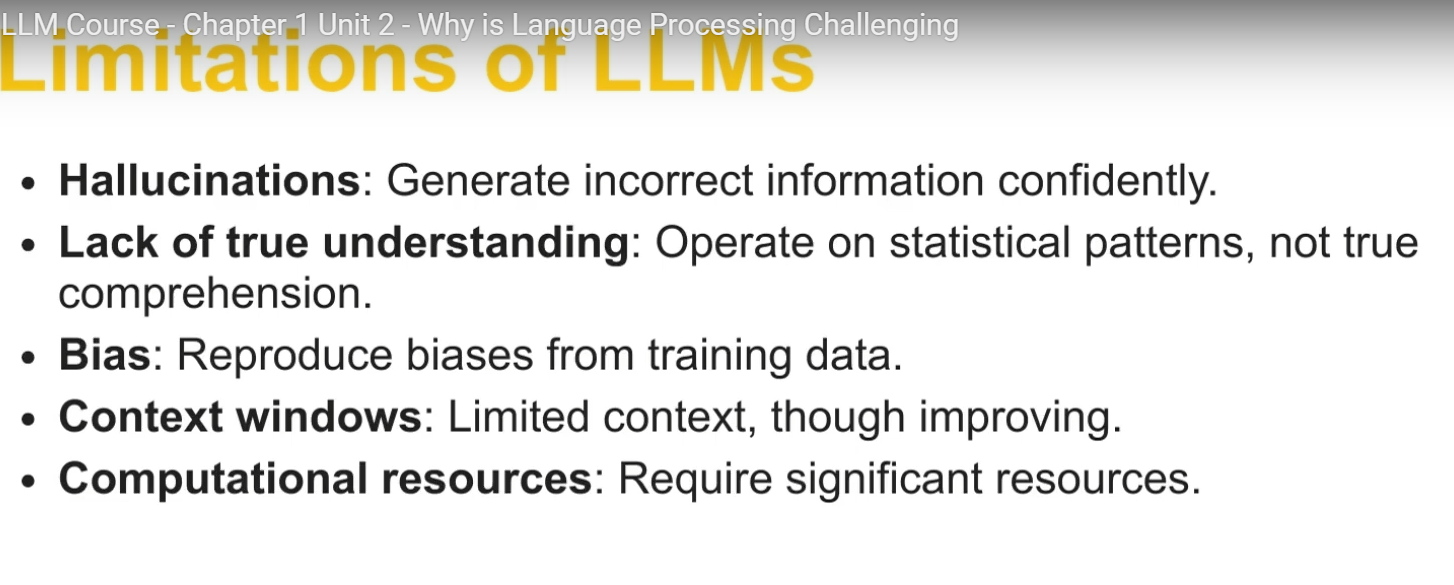 LLM Course - Chapter 1 Unit 2 - Why is Language Processing Challenging
Limitations of LLMs
• Hallucinations: Generate incorrect information confidently.
• Lack of true understanding: Operate on statistical patterns, not true
comprehension.
• Bias: Reproduce biases from training data.
• Context windows: Limited context, though improving.
• Computational resources: Require significant resources.